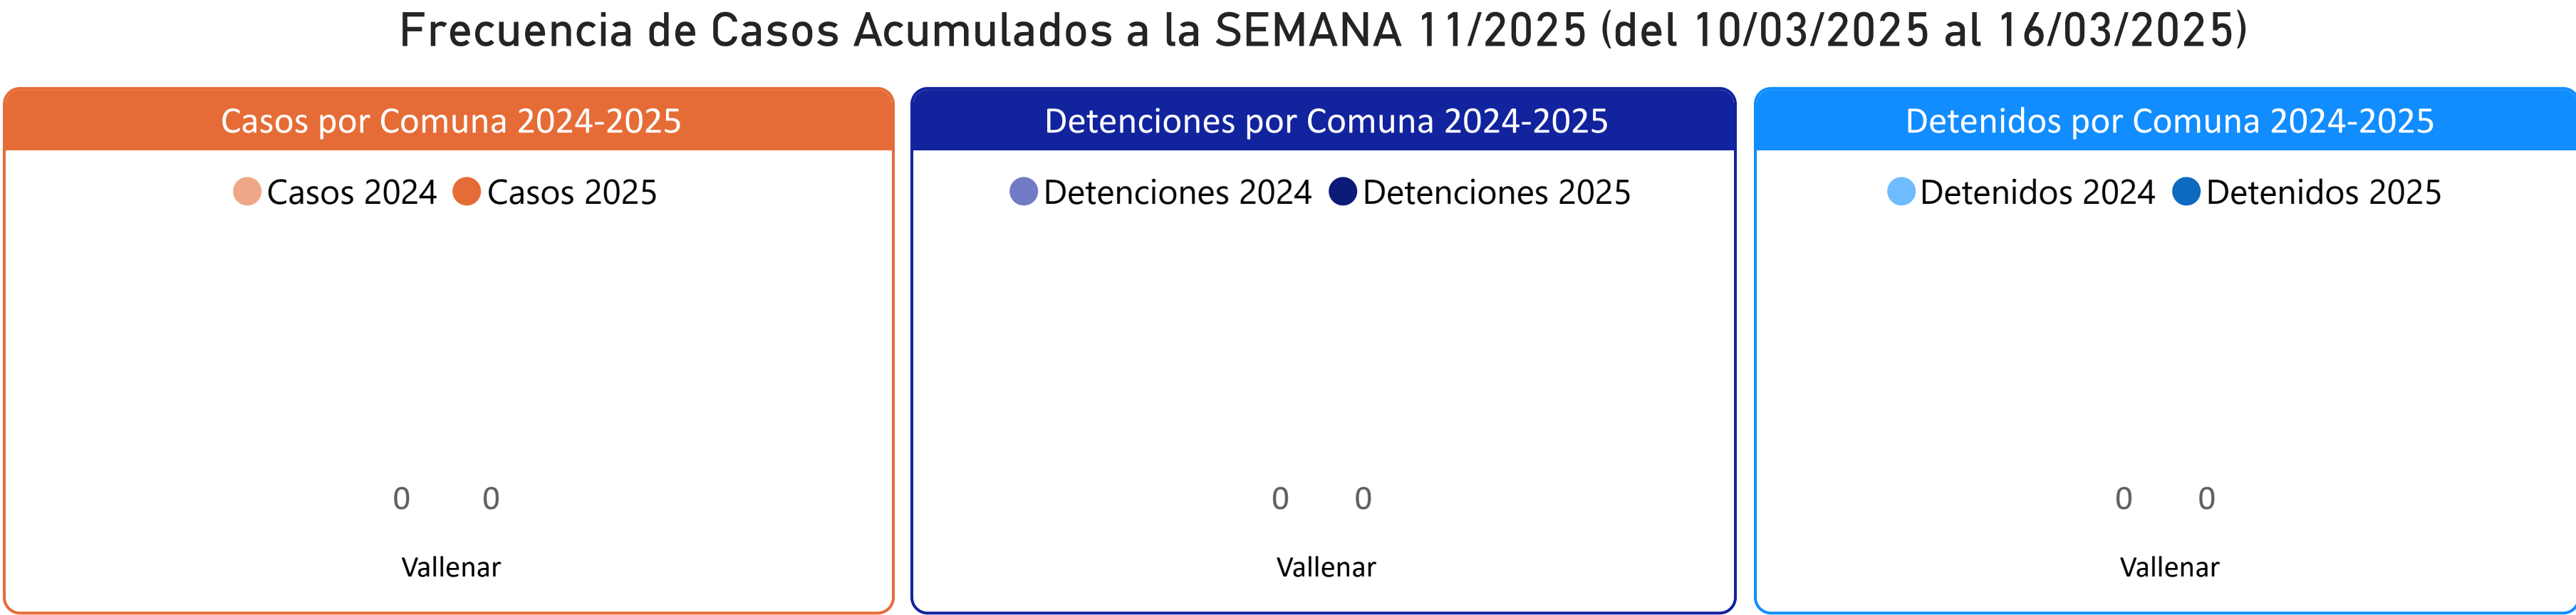 Frecuencia de Casos Acumulados a la SEMANA 11/2025 (del 10/03/2025 al 16/03/2025)
Casos por Comuna 2024-2025
Casos 2024 Casos 2025
0 0
Vallenar
Detenciones por Comuna 2024-2025
Detenciones 2024 Detenciones 2025
0 0
Vallenar
Detenidos por Comuna 2024-2025
Detenidos 2024 Detenidos 2025
0 0
Vallenar